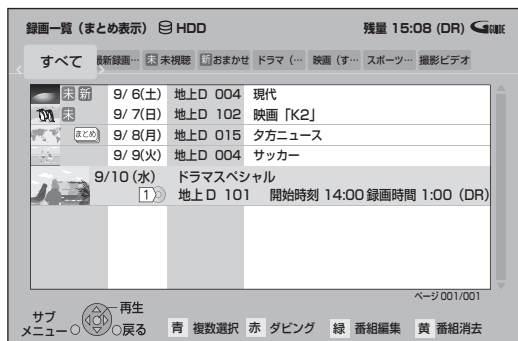 録画一覧（まとめ表示） HDD 残量 15:08 (DR) GGUIDE
すべて 最新録画… 未 未視聴 新 おまかせ ドラマ（… 映画（す… スポーツ… 撮影ビデオ
未 新 9/ 6(土) 地上D 004 現代
未 9/ 7(日) 地上D 102 映画「K2」
まとめ 9/ 8(月) 地上D 015 夕方ニュース
9/ 9(火) 地上D 004 サッカー
9/10(水) ドラマスペシャル
1 地上D 101 開始時刻 14:00 録画時間 1:00 (DR)
ページ 001/001
サブメニュー 再生 戻る 青 複数選択 赤 ダビング 緑 番組編集 黄 番組消去